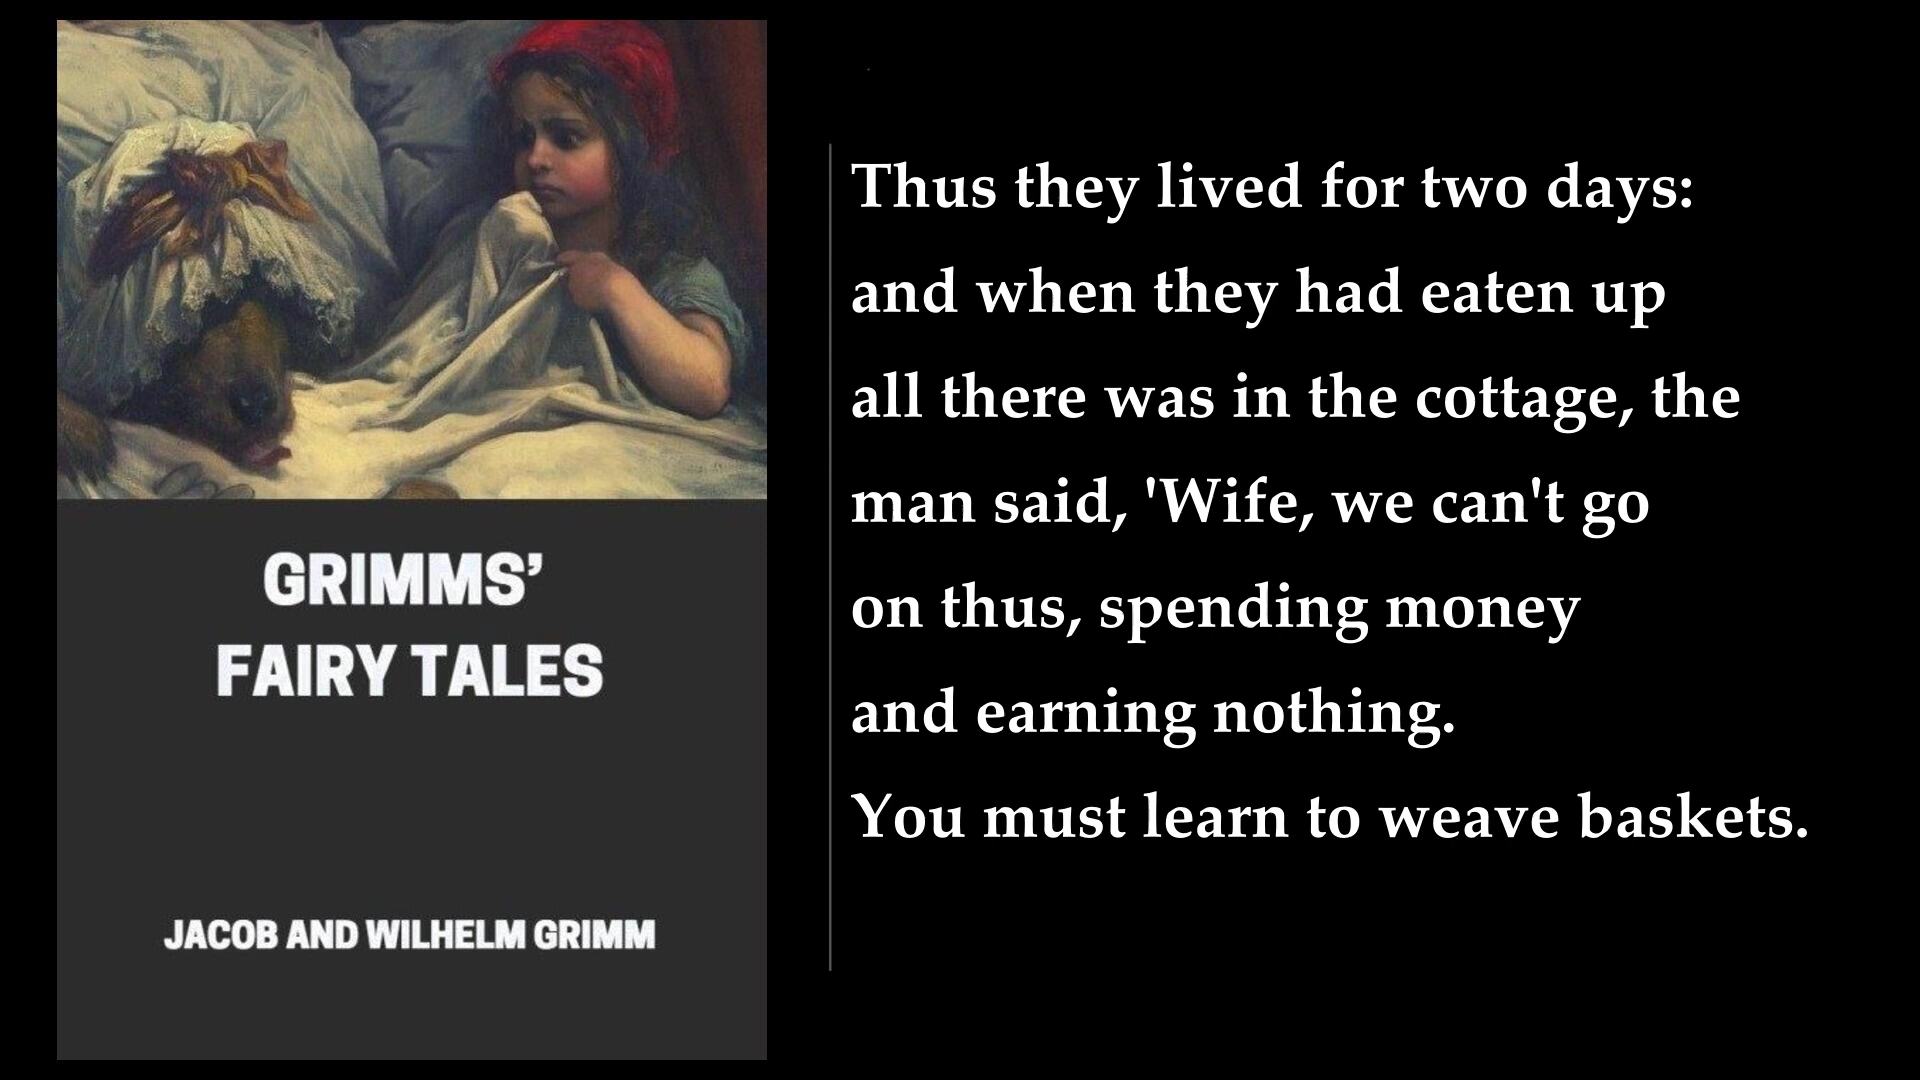 GRIMMS’
FAIRY TALES
JACOB AND WILHELM GRIMM
Thus they lived for two days:
and when they had eaten up
all there was in the cottage, the
man said, 'Wife, we can't go
on thus, spending money
and earning nothing.
You must learn to weave baskets.